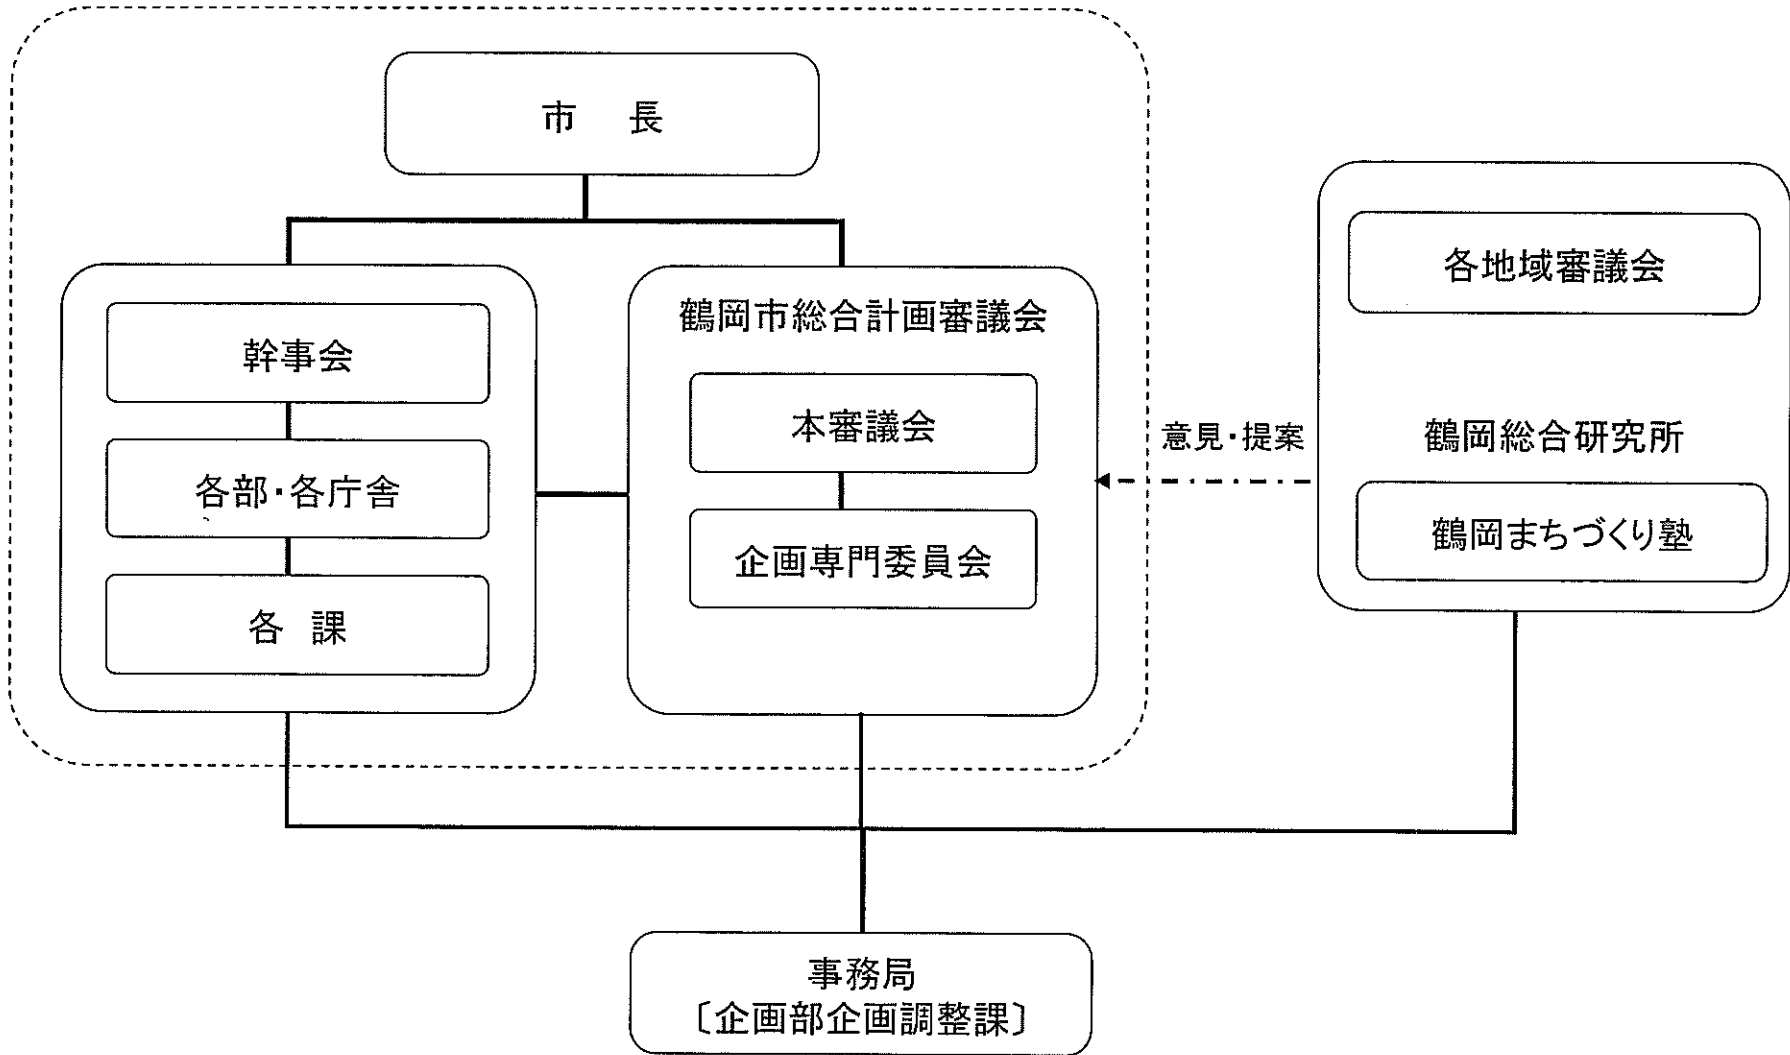 市　長
幹事会
各部・各庁舎
各　課
鶴岡市総合計画審議会
本審議会
企画専門委員会
意見・提案
各地域審議会
鶴岡総合研究所
鶴岡まちづくり塾
事務局
〔企画部企画調整課〕